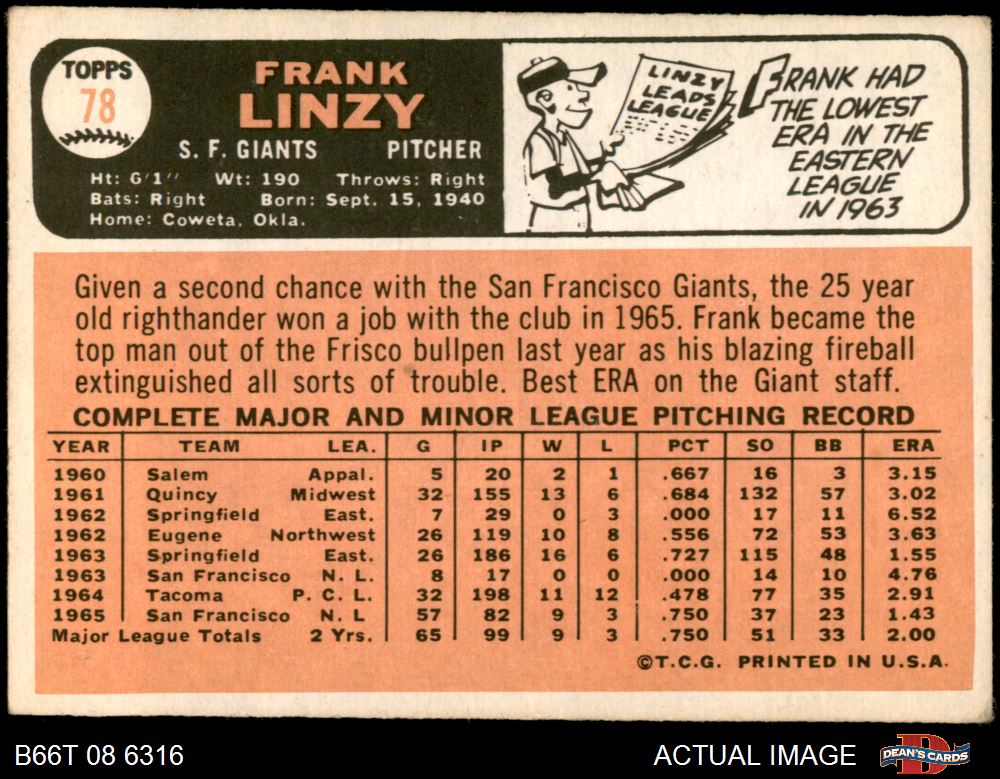 TOPPS
78
FRANK
LINZY
S. F. GIANTS PITCHER
Ht: 6'1" Wt: 190 Throws: Right
Bats: Right Born: Sept. 15, 1940
Home: Coweta, Okla.
LINZY
LEADS
LEAGUE
FRANK HAD
THE LOWEST
ERA IN THE
EASTERN
LEAGUE
IN 1963
Given a second chance with the San Francisco Giants, the 25 year
old righthander won a job with the club in 1965. Frank became the
top man out of the Frisco bullpen last year as his blazing fireball
extinguished all sorts of trouble. Best ERA on the Giant staff.
COMPLETE MAJOR AND MINOR LEAGUE PITCHING RECORD
YEAR TEAM LEA. G IP W L PCT SO BB ERA
1960 Salem Appal. 5 20 2 1 .667 16 3 3.15
1961 Quincy Midwest 32 155 13 6 .684 132 57 3.02
1962 Springfield East. 7 29 0 3 .000 17 11 6.52
1962 Eugene Northwest 26 119 10 8 .556 72 53 3.63
1963 Springfield East. 26 186 16 6 .727 115 48 1.55
1963 San Francisco N. L. 8 17 0 0 .000 14 10 4.76
1964 Tacoma P. C. L. 32 198 11 12 .478 77 35 2.91
1965 San Francisco N. L 57 82 9 3 .750 37 23 1.43
Major League Totals 2 Yrs. 65 99 9 3 .750 51 33 2.00
©T.C.G. PRINTED IN U.S.A.
B66T 08 6316 ACTUAL IMAGE DEAN'S CARDS